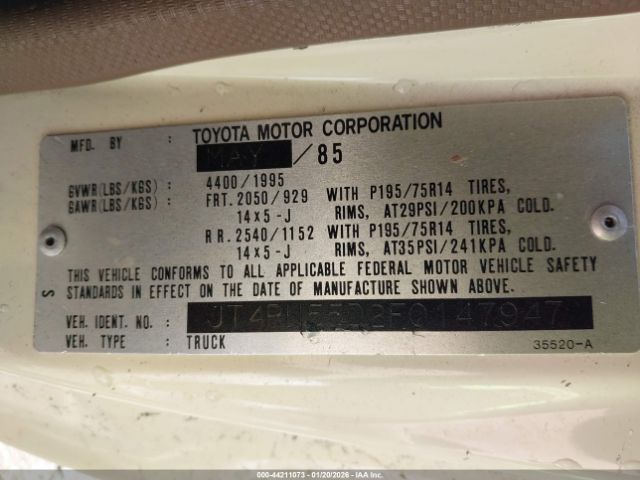 MFD. BY : TOYOTA MOTOR CORPORATION
MAY /85
GVWR(LBS/KGS) : 4400/1995
GAWR(LBS/KGS) : FRT. 2050/929 WITH P195/75R14 TIRES,
14x5-J RIMS, AT29PSI/200KPA COLD.
RR. 2540/1152 WITH P195/75R14 TIRES,
14x5-J RIMS, AT35PSI/241KPA COLD.
THIS VEHICLE CONFORMS TO ALL APPLICABLE FEDERAL MOTOR VEHICLE SAFETY
S STANDARDS IN EFFECT ON THE DATE OF MANUFACTURE SHOWN ABOVE.
VEH. IDENT. NO. :
VEH. TYPE : TRUCK 35520-A
000-44211073 - 01/20/2026 - IAA Inc.